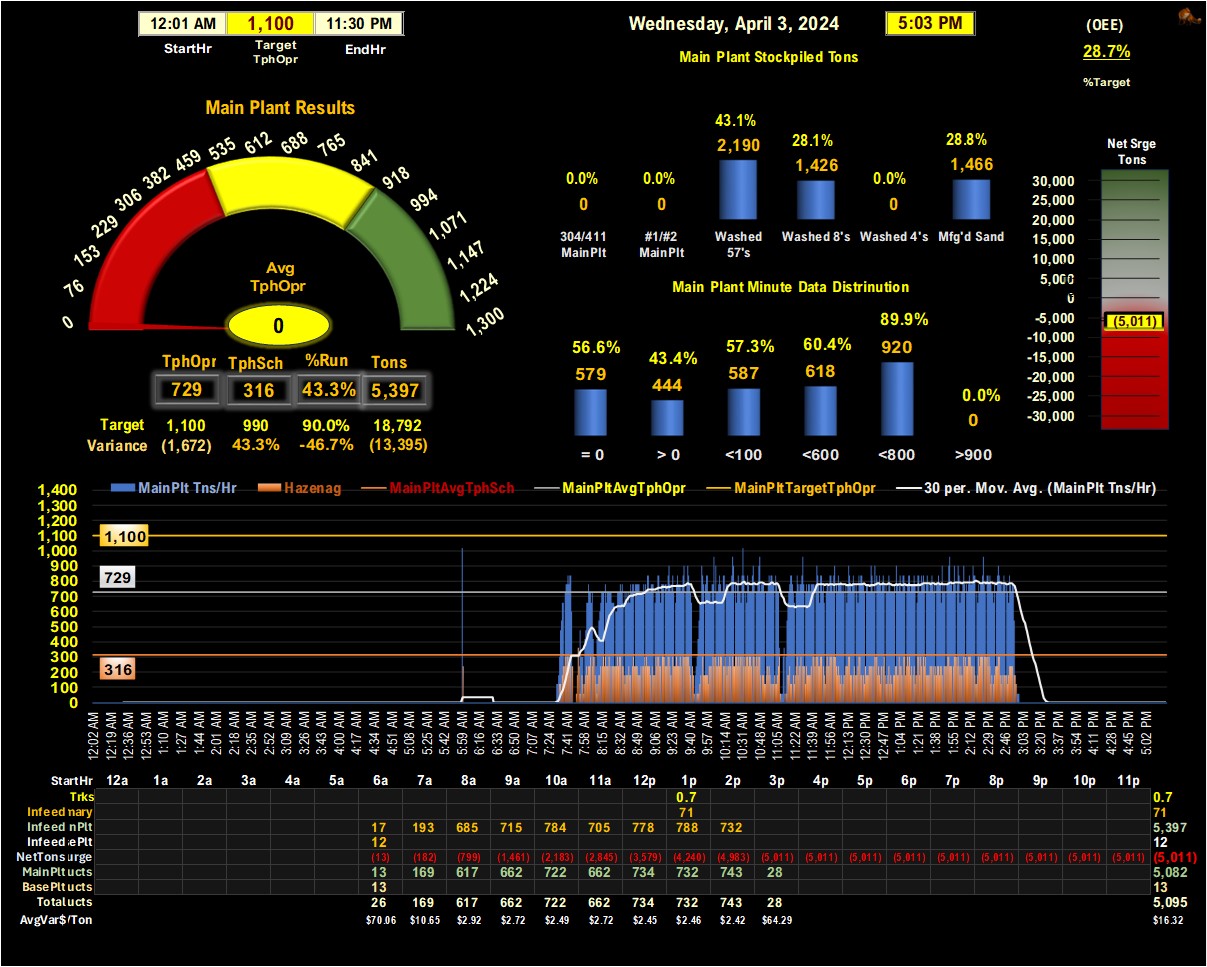 12:01 AM 1,100 11:30 PM
StartHr Target TphOpr EndHr
Wednesday, April 3, 2024 5:03 PM
(OEE)
28.7%
%Target
Main Plant Stockpiled Tons
43.1% 28.1% 28.8%
2,190 1,426 1,466
0.0% 0.0% 0.0%
0 0 0
304/411 MainPlt #1/#2 MainPlt Washed 57's Washed 8's Washed 4's Mfg'd Sand
Main Plant Results
0 76 153 229 306 382 459 535 612 688 765 841 918 994 1,071 1,147 1,224 1,300
Avg
TphOpr
0
TphOpr TphSch %Run Tons
729 316 43.3% 5,397
Target 1,100 990 90.0% 18,792
Variance (1,672) 43.3% -46.7% (13,395)
Main Plant Minute Data Distrinution
56.6% 43.4% 57.3% 60.4% 89.9% 0.0%
579 444 587 618 920 0
= 0 > 0 <100 <600 <800 >900
Net Srge
Tons
30,000
25,000
20,000
15,000
10,000
5,000
0
-5,000
(5,011)
-10,000
-15,000
-20,000
-25,000
-30,000
MainPlt Tns/Hr Hazenag MainPltAvgTphSch MainPltAvgTphOpr MainPltTargetTphOpr 30 per. Mov. Avg. (MainPlt Tns/Hr)
1,400
1,300
1,200
1,100
1,000
900
800
700
600
500
400
300
200
100
0
1,100
729
316
12:02 AM 12:19 AM 12:36 AM 12:53 AM 1:10 AM 1:27 AM 1:44 AM 2:01 AM 2:18 AM 2:35 AM 2:52 AM 3:09 AM 3:26 AM 3:43 AM 4:00 AM 4:17 AM 4:34 AM 4:51 AM 5:08 AM 5:25 AM 5:42 AM 5:59 AM 6:16 AM 6:33 AM 6:50 AM 7:07 AM 7:24 AM 7:41 AM 7:58 AM 8:15 AM 8:32 AM 8:49 AM 9:06 AM 9:23 AM 9:40 AM 9:57 AM 10:14 AM 10:31 AM 10:48 AM 11:05 AM 11:22 AM 11:39 AM 11:56 AM 12:13 PM 12:30 PM 12:47 PM 1:04 PM 1:21 PM 1:38 PM 1:55 PM 2:12 PM 2:29 PM 2:46 PM 3:03 PM 3:20 PM 3:37 PM 3:54 PM 4:11 PM 4:28 PM 4:45 PM 5:02 PM
StartHr 12a 1a 2a 3a 4a 5a 6a 7a 8a 9a 10a 11a 12p 1p 2p 3p 4p 5p 6p 7p 8p 9p 10p 11p
Trks 0.7 0.7
Infeed mary 71 71
Infeed nPlt 17 193 685 715 784 705 778 788 732 5,397
Infeed ePlt 12 12
NetTons urge (13) (182) (799) (1,461) (2,183) (2,845) (3,579) (4,240) (4,983) (5,011) (5,011) (5,011) (5,011) (5,011) (5,011) (5,011) (5,011) (5,011) (5,011)
MainPlt ucts 13 169 617 662 722 662 734 732 743 28 5,082
BasePlt ucts 13 13
Total ucts 26 169 617 662 722 662 734 732 743 28 5,095
AvgVar$/Ton $70.06 $10.65 $2.92 $2.72 $2.49 $2.72 $2.45 $2.46 $2.42 $64.29 $16.32